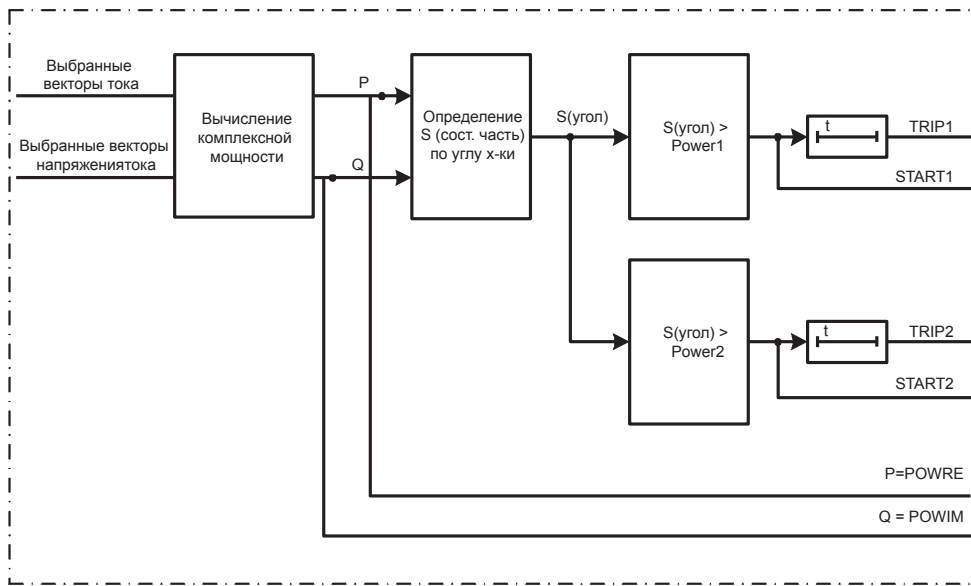 Выбранные
векторы тока
Выбранные векторы
напряжениятока
Вычисление
комплексной
мощности
P
Q
Определение
S (сост. часть)
по углу х-ки
S(угол)
S(угол) >
Power1
t
TRIP1
START1
S(угол) >
Power2
t
TRIP2
START2
P=POWRE
Q = POWIM